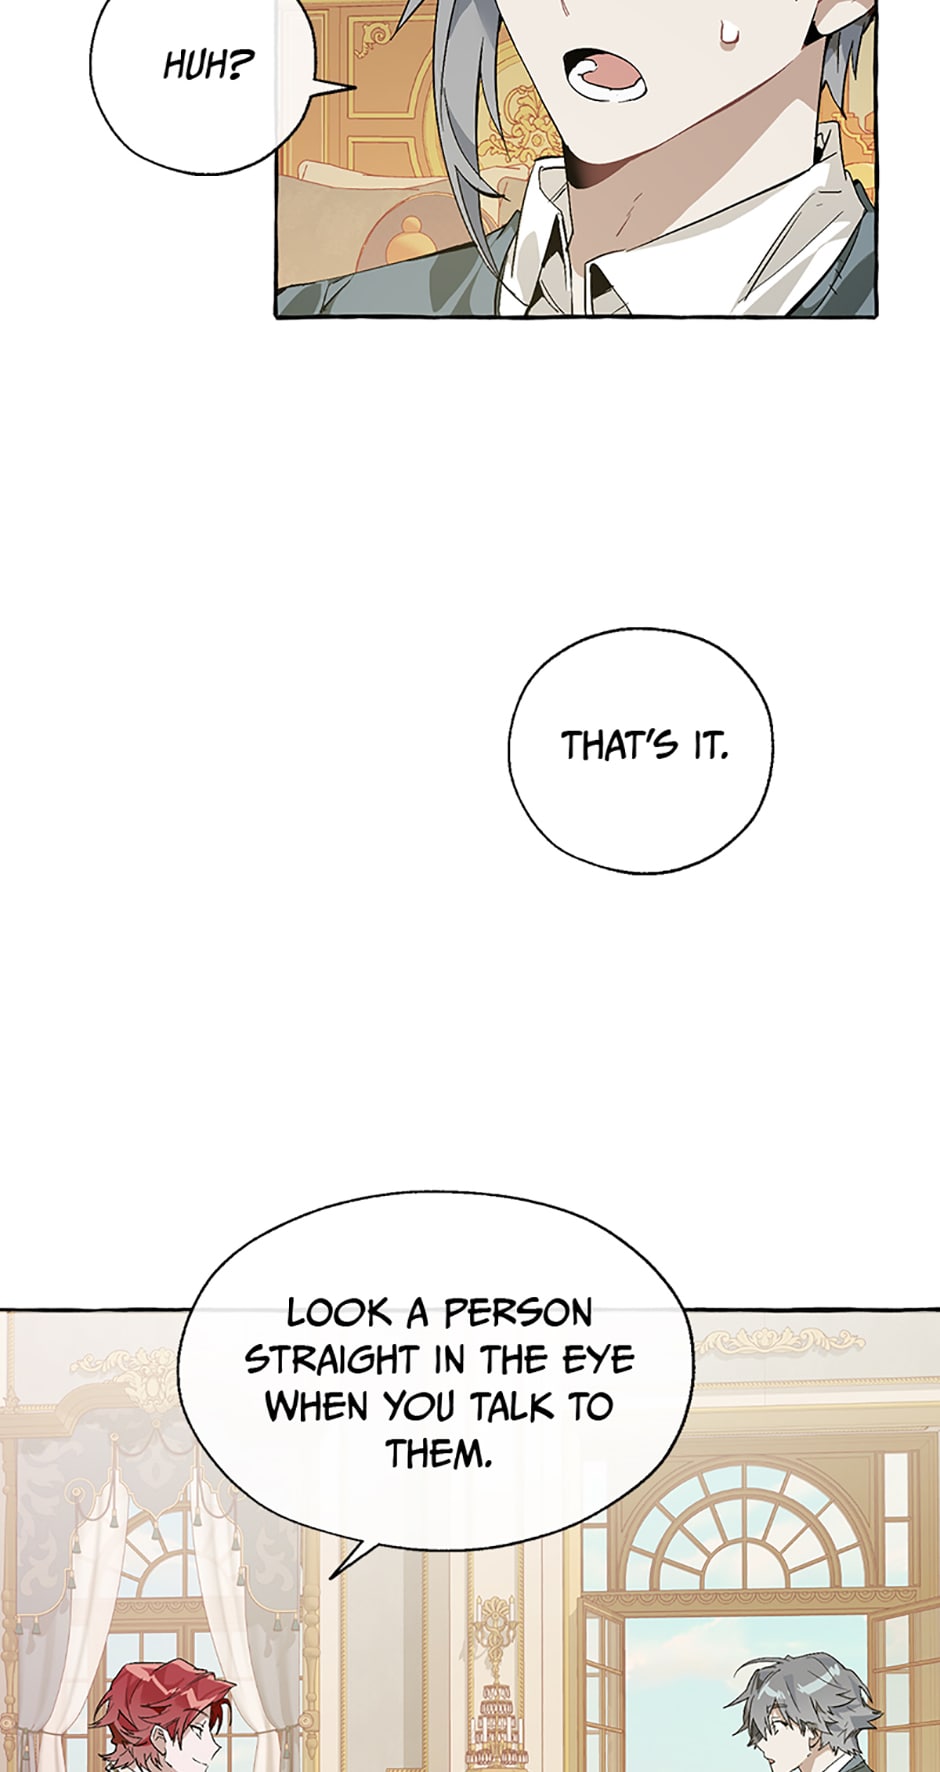 HUH?
THAT'S IT.
LOOK A PERSON
STRAIGHT IN THE EYE
WHEN YOU TALK TO
THEM.